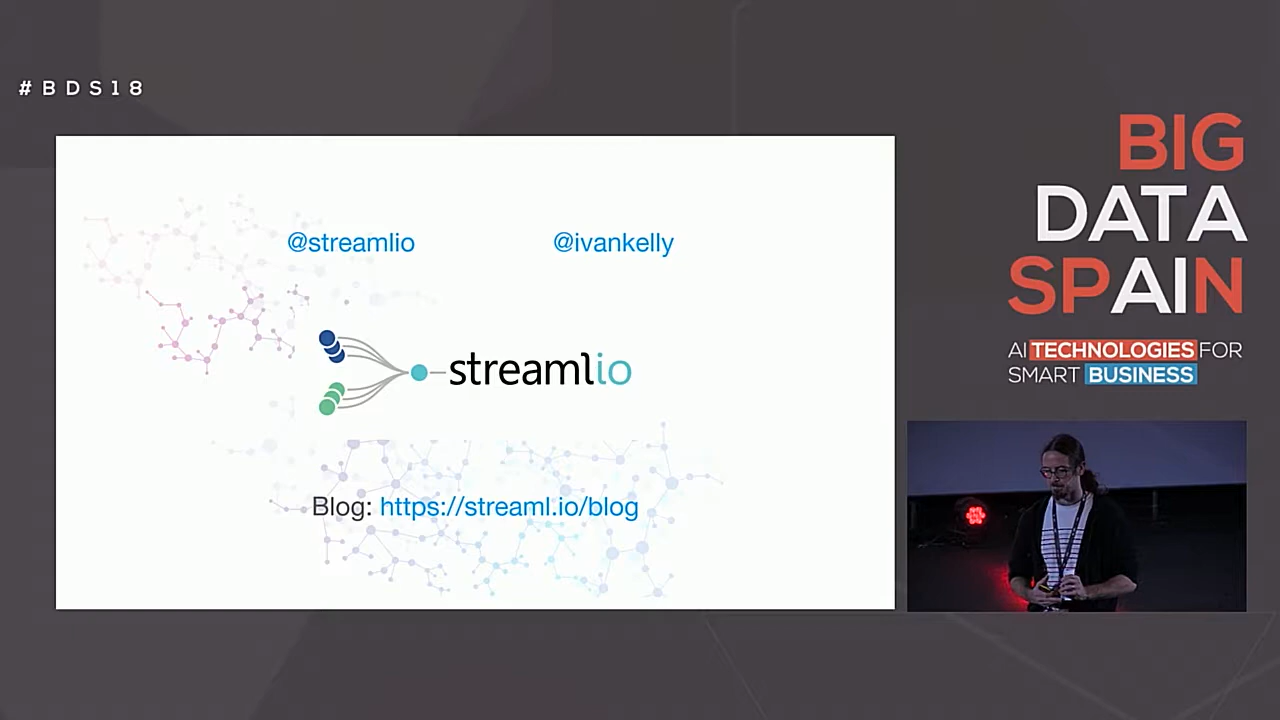 #BDS18
@streamlio
@ivankelly
streamlio
Blog: https://streaml.io/blog
BIG
DATA
SPAIN
AI TECHNOLOGIES FOR
SMART BUSINESS